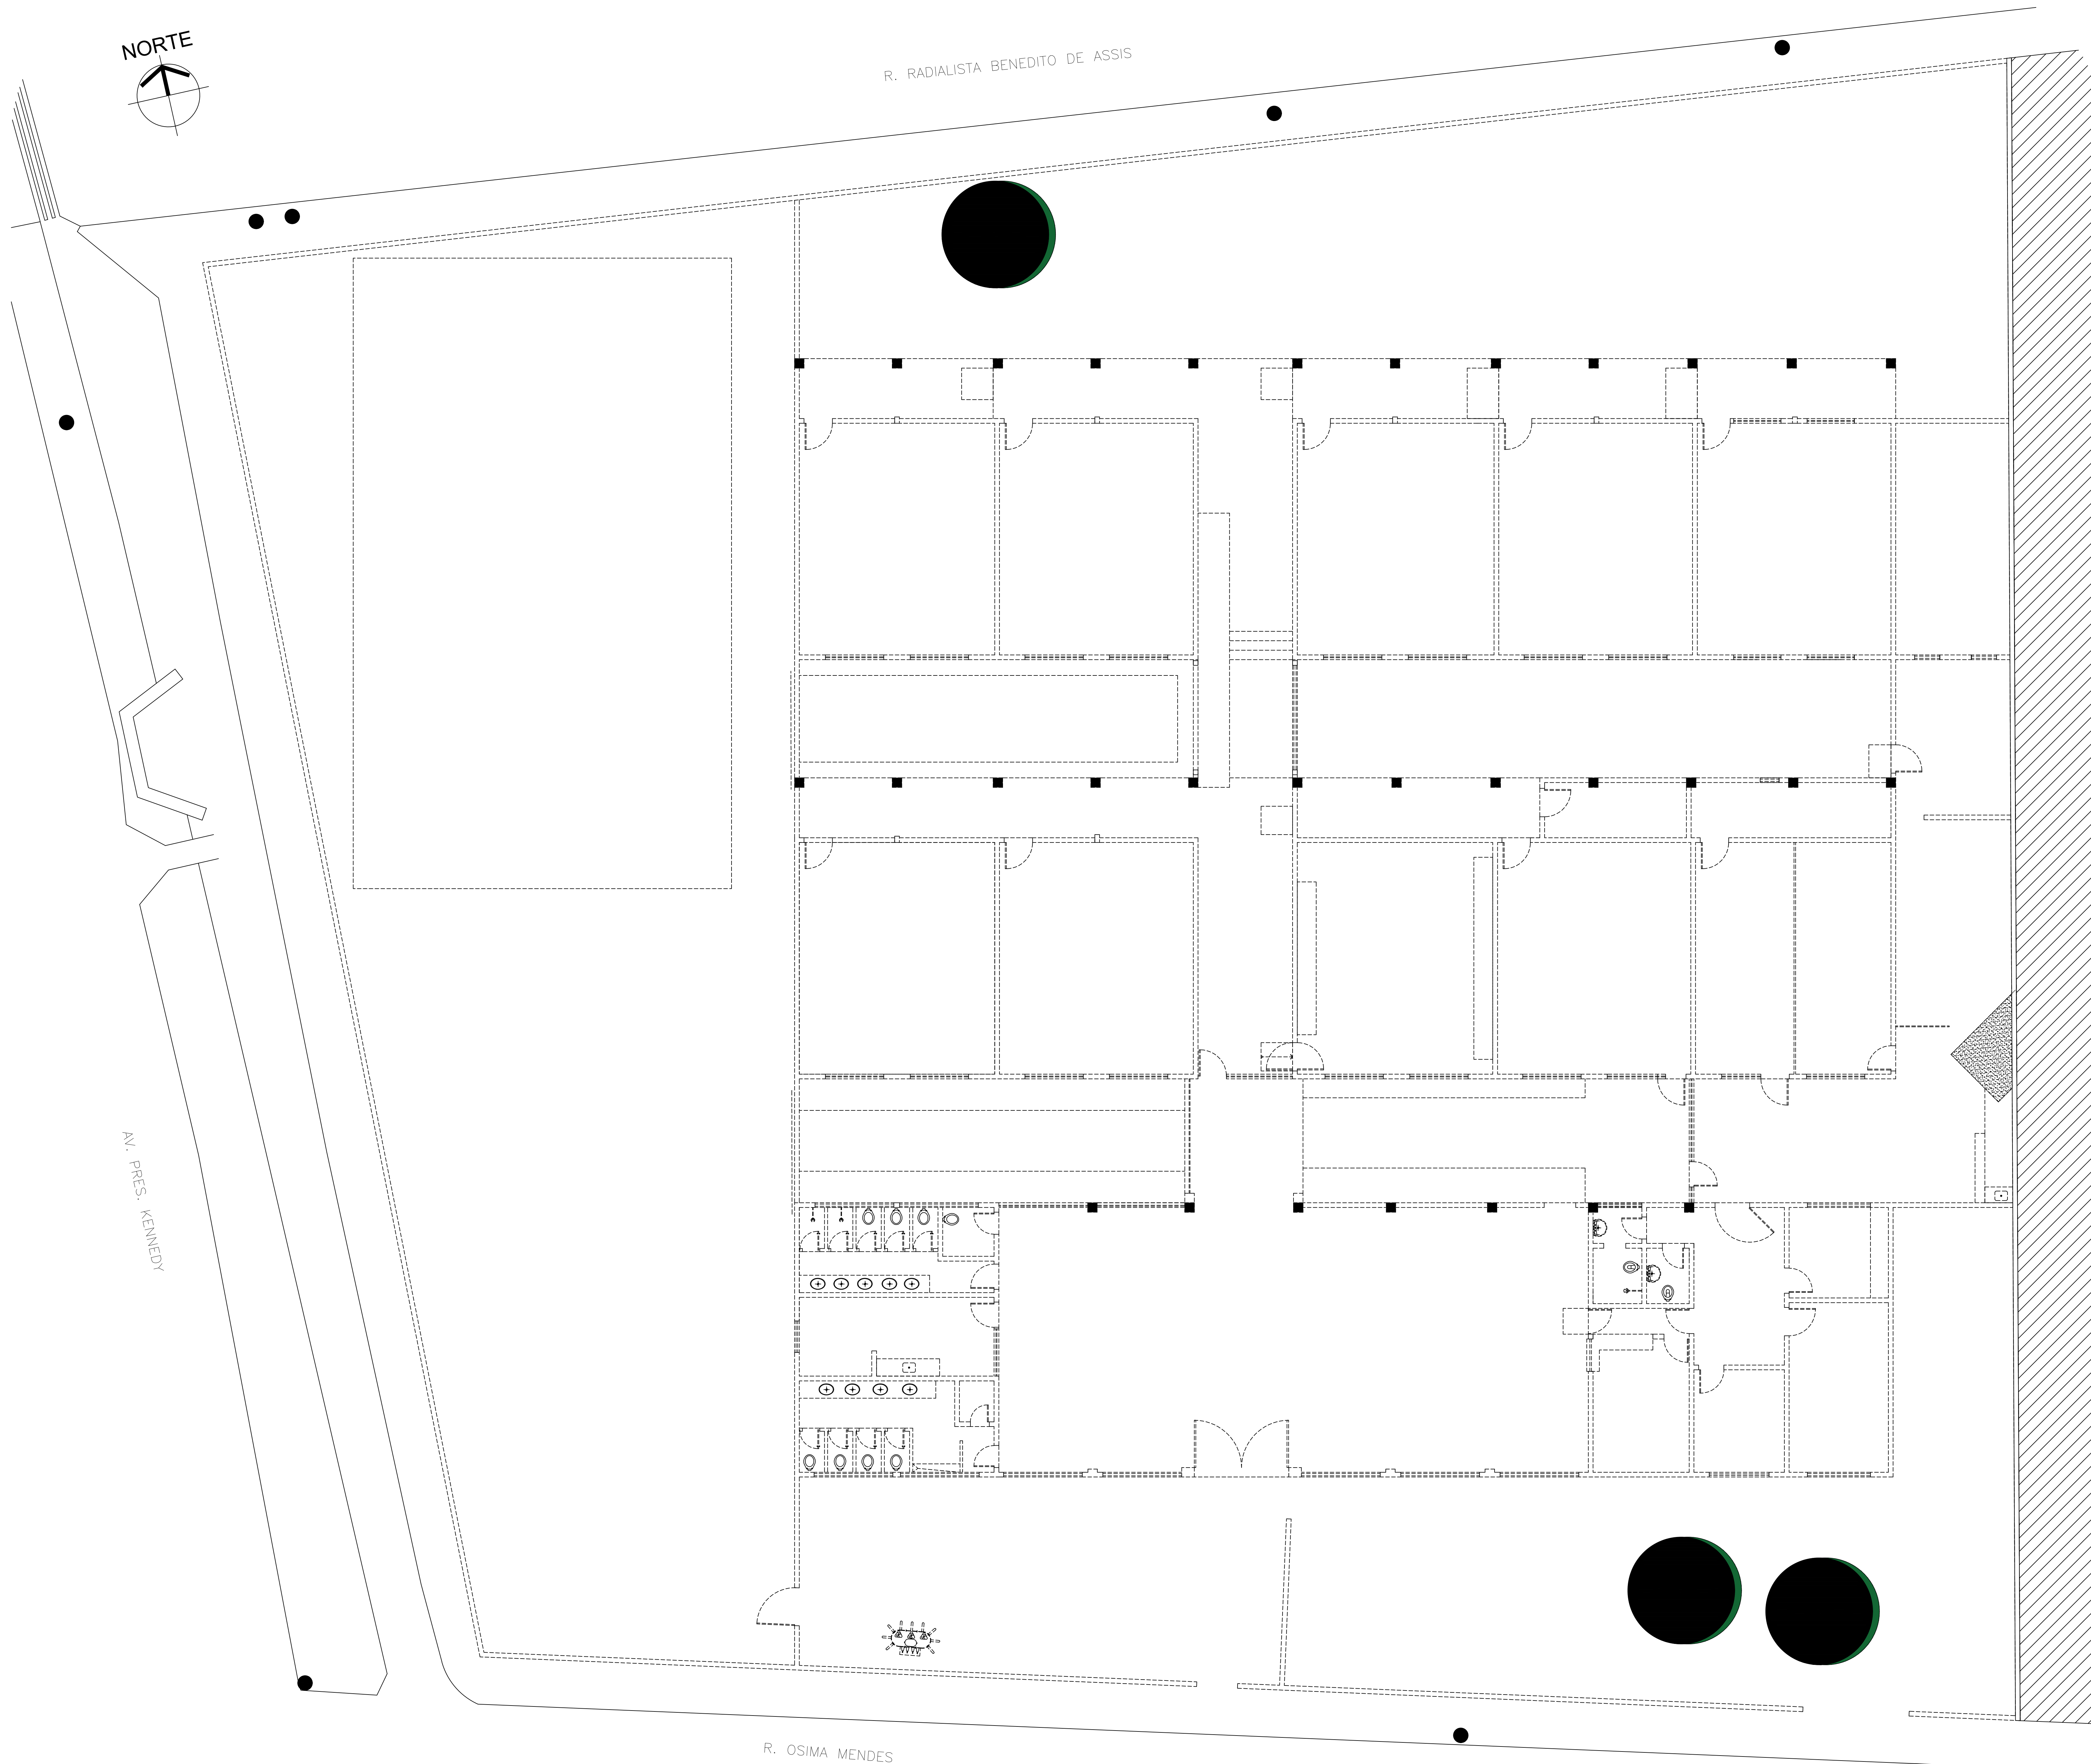 NORTE
R. RADIALISTA BENEDITO DE ASSIS
AV. PRES. KENNEDY
R. OSIMA MENDES